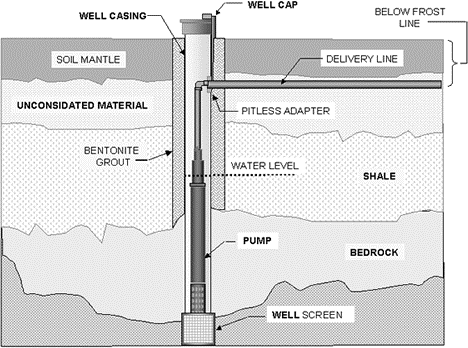 WELL CAP
BELOW FROST
LINE
WELL CASING
SOIL MANTLE
DELIVERY LINE
UNCONSIDATED MATERIAL
PITLESS ADAPTER
BENTONITE
GROUT
WATER LEVEL
SHALE
PUMP
BEDROCK
WELL SCREEN